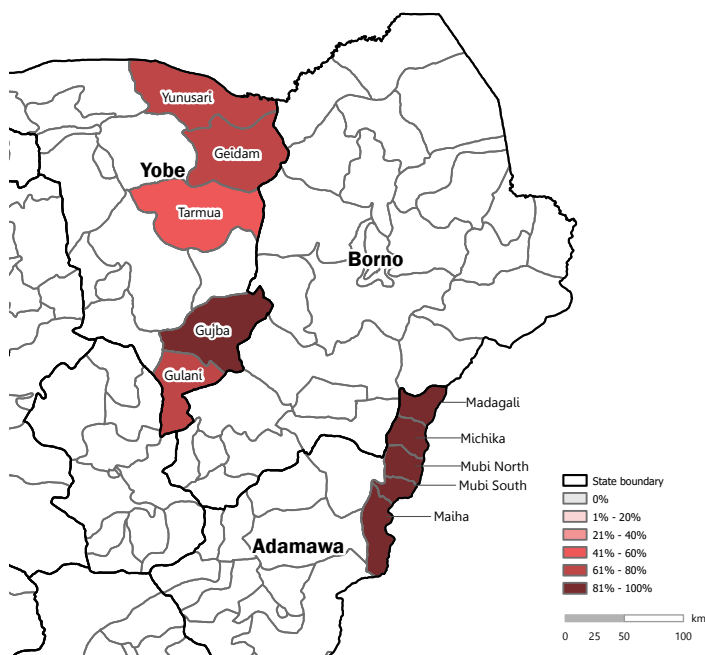 Yunusari
Geidam
Yobe
Tarmua
Borno
Gujba
Gulani
Madagali
Michika
Mubi North
Mubi South
Maiha
Adamawa
State boundary
0%
1% - 20%
21% - 40%
41% - 60%
61% - 80%
81% - 100%
km
0 25 50 100